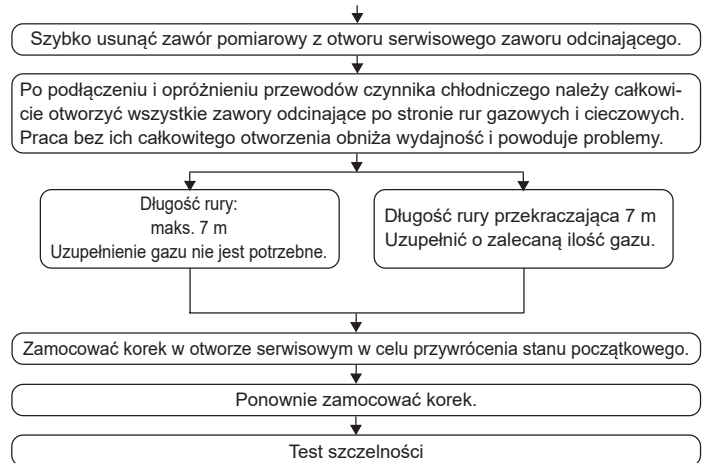 Szybko usunąć zawór pomiarowy z otworu serwisowego zaworu odcinającego.
Po podłączeniu i opróżnieniu przewodów czynnika chłodniczego należy całkowi-
cie otworzyć wszystkie zawory odcinające po stronie rur gazowych i cieczowych.
Praca bez ich całkowitego otworzenia obniża wydajność i powoduje problemy.
Długość rury:
maks. 7 m
Uzupełnienie gazu nie jest potrzebne.
Długość rury przekraczająca 7 m
Uzupełnić o zalecaną ilość gazu.
Zamocować korek w otworze serwisowym w celu przywrócenia stanu początkowego.
Ponownie zamocować korek.
Test szczelności